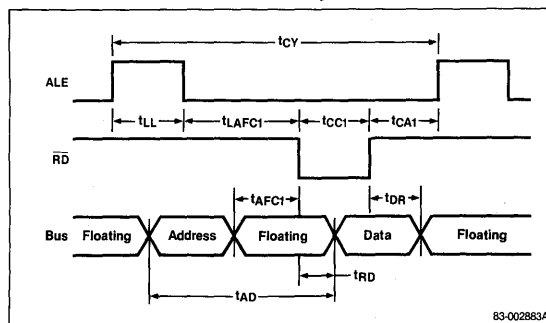 tCY
ALE
tLL tLAFC1 tCC1 tCA1
RD
tAFC1 tDR
Bus Floating Address Floating Data Floating
tRD
tAD
83-002883A